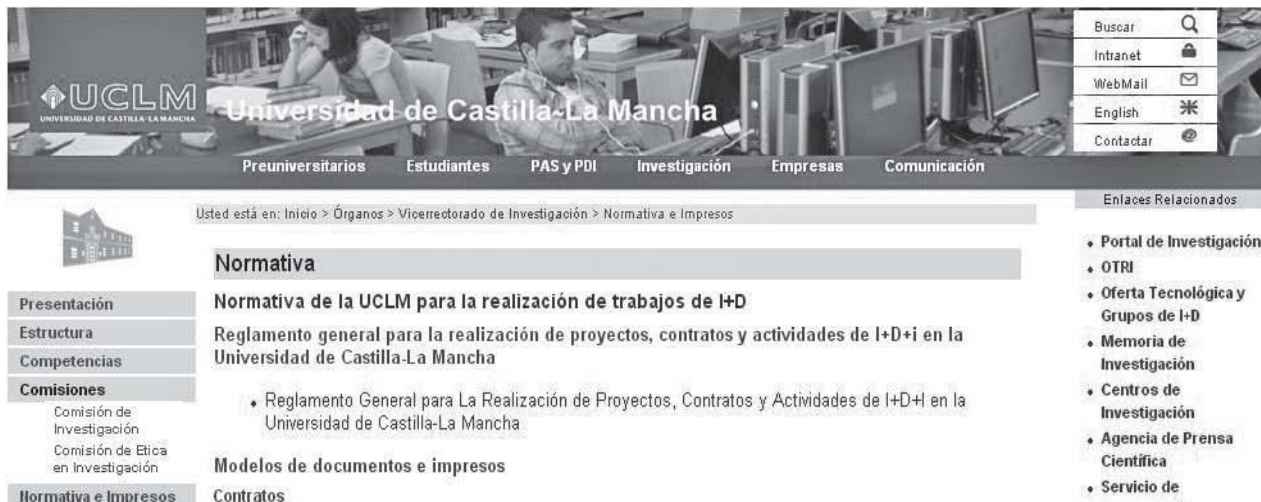 UCLM
UNIVERSIDAD DE CASTILLA-LA MANCHA
Universidad de Castilla-La Mancha
Buscar
Intranet
WebMail
English
Contactar
Preuniversitarios Estudiantes PAS y PDI Investigación Empresas Comunicación
Usted está en: Inicio > Órganos > Vicerrectorado de Investigación > Normativa e Impresos
Presentación
Estructura
Competencias
Comisiones
Comisión de
Investigación
Comisión de Etica
en Investigación
Normativa e Impresos
Normativa
Normativa de la UCLM para la realización de trabajos de I+D
Reglamento general para la realización de proyectos, contratos y actividades de I+D+i en la
Universidad de Castilla-La Mancha
• Reglamento General para La Realización de Proyectos, Contratos y Actividades de I+D+I en la
Universidad de Castilla-La Mancha
Modelos de documentos e impresos
Contratos
Enlaces Relacionados
• Portal de Investigación
• OTRI
• Oferta Tecnológica y
Grupos de I+D
• Memoria de
Investigación
• Centros de
Investigación
• Agencia de Prensa
Científica
• Servicio de